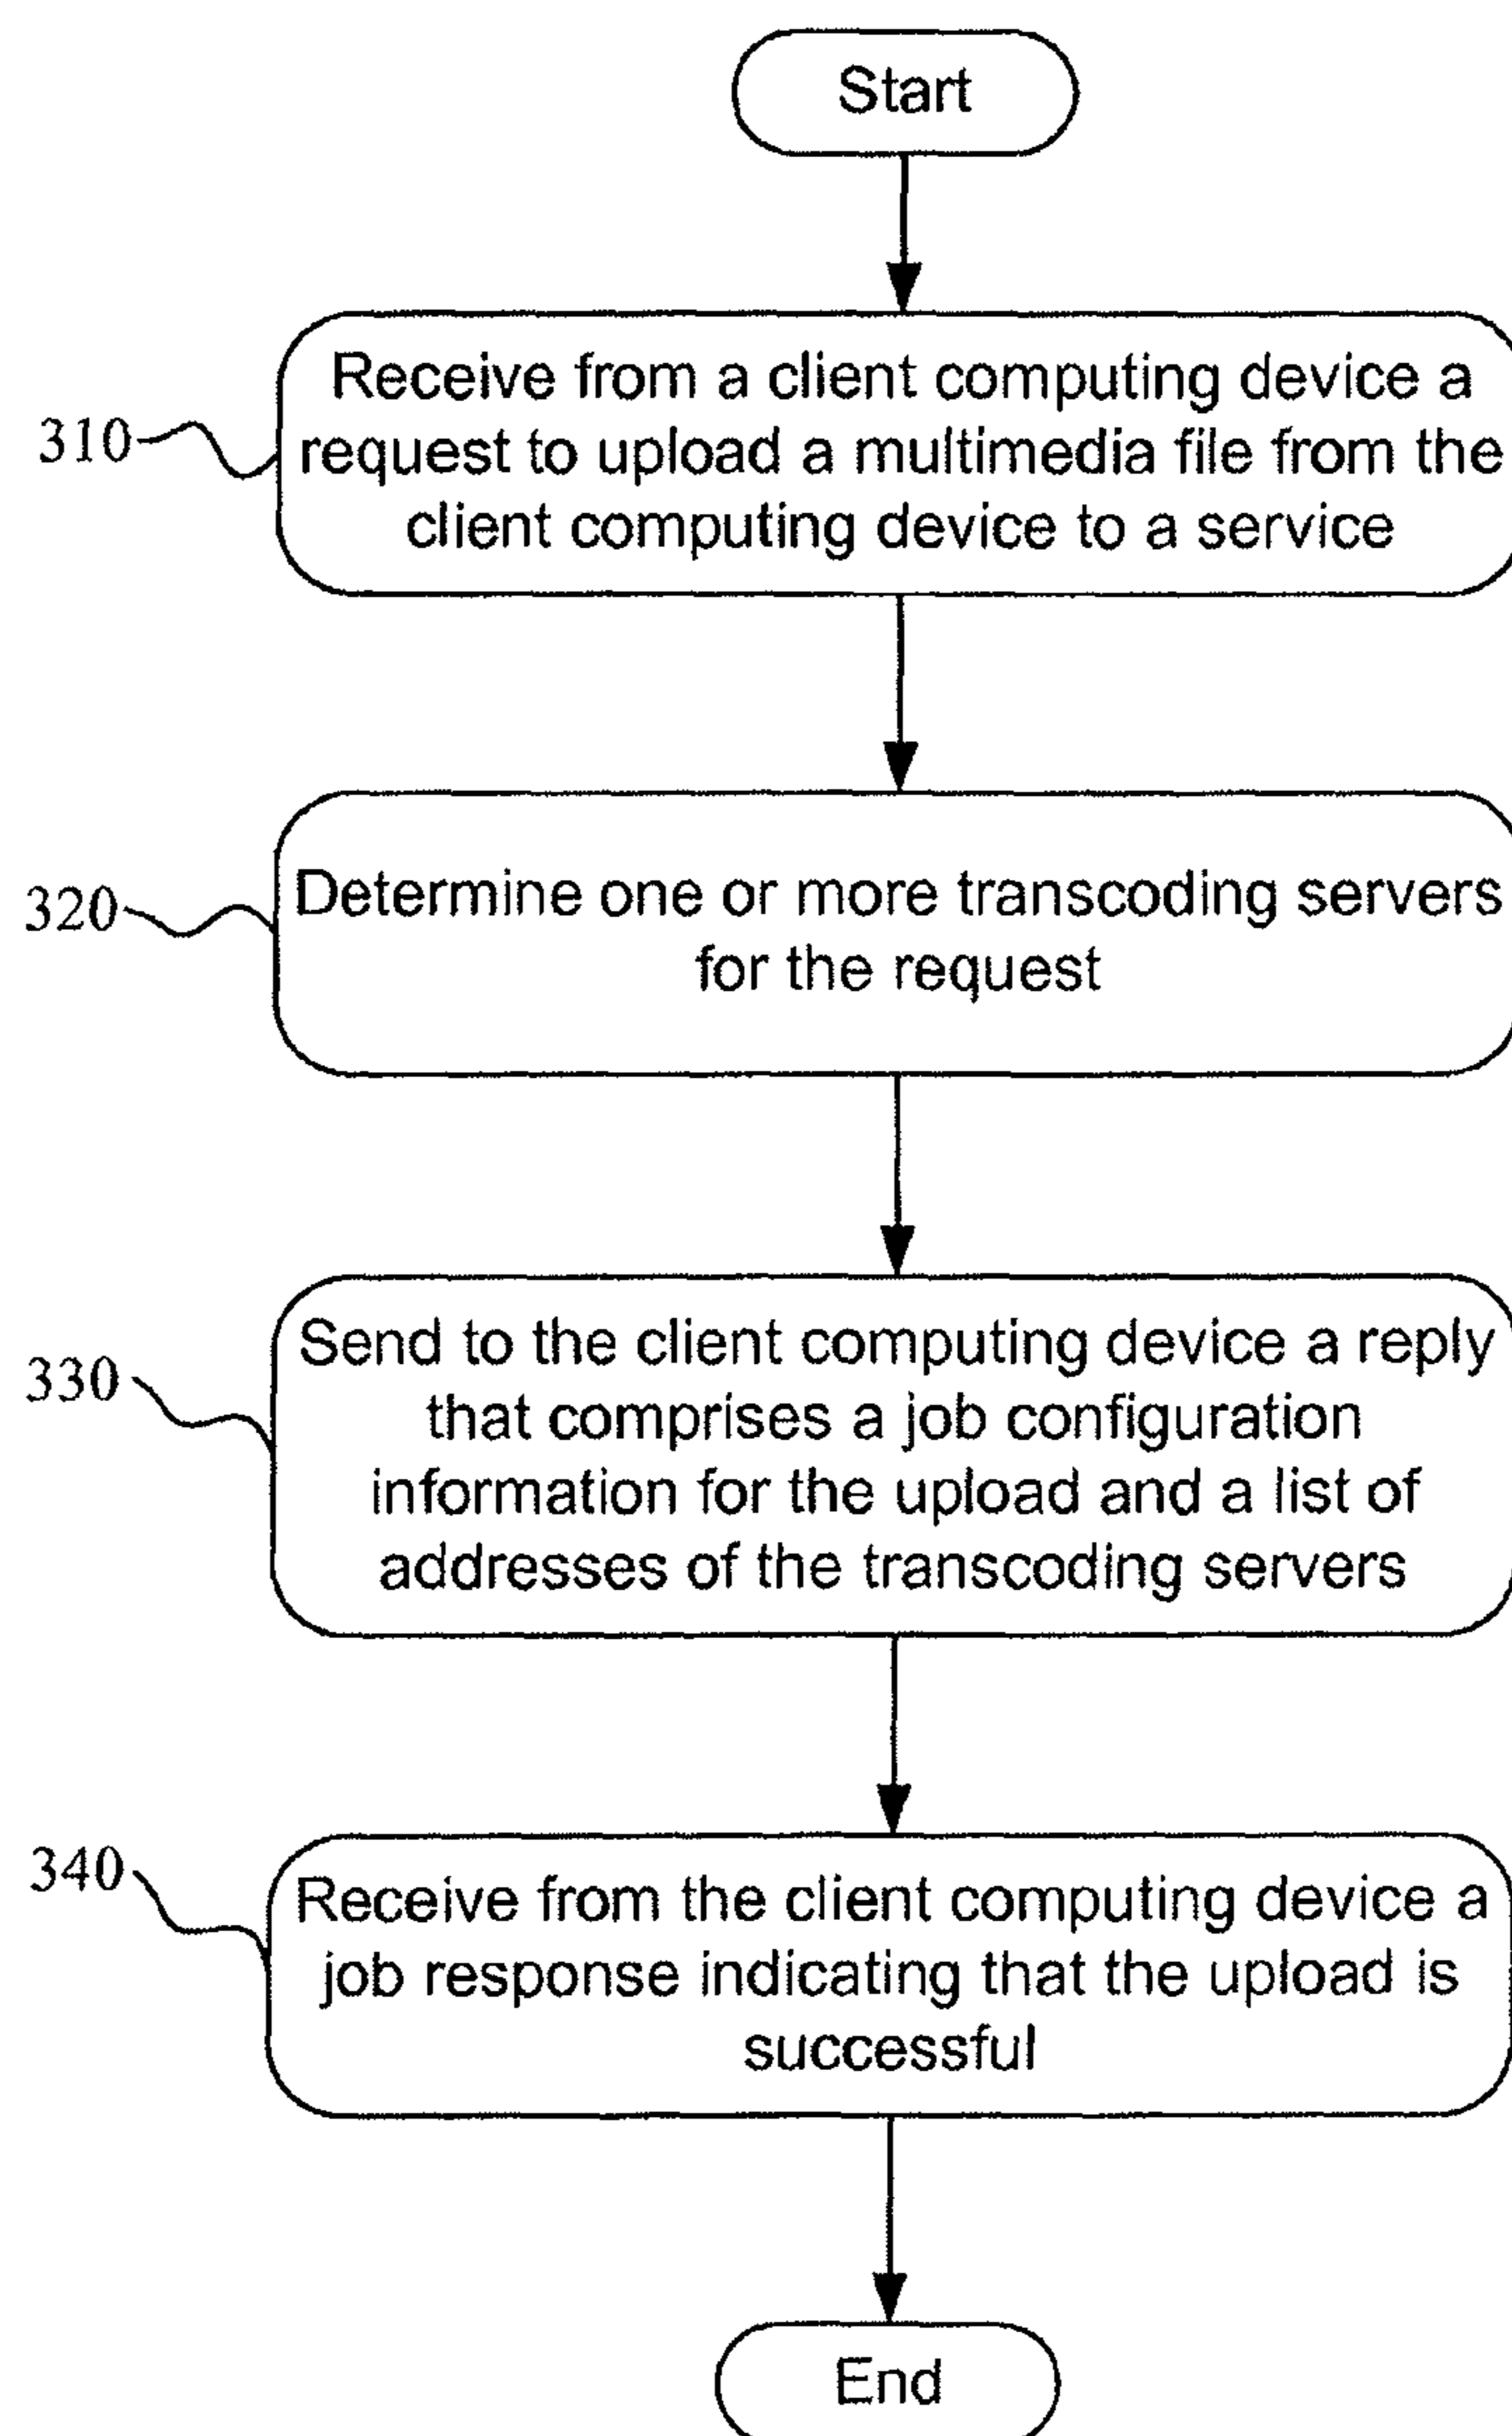 Start
310
Receive from a client computing device a
request to upload a multimedia file from the
client computing device to a service
320
Determine one or more transcoding servers
for the request
330
Send to the client computing device a reply
that comprises a job configuration
information for the upload and a list of
addresses of the transcoding servers
340
Receive from the client computing device a
job response indicating that the upload is
successful
End